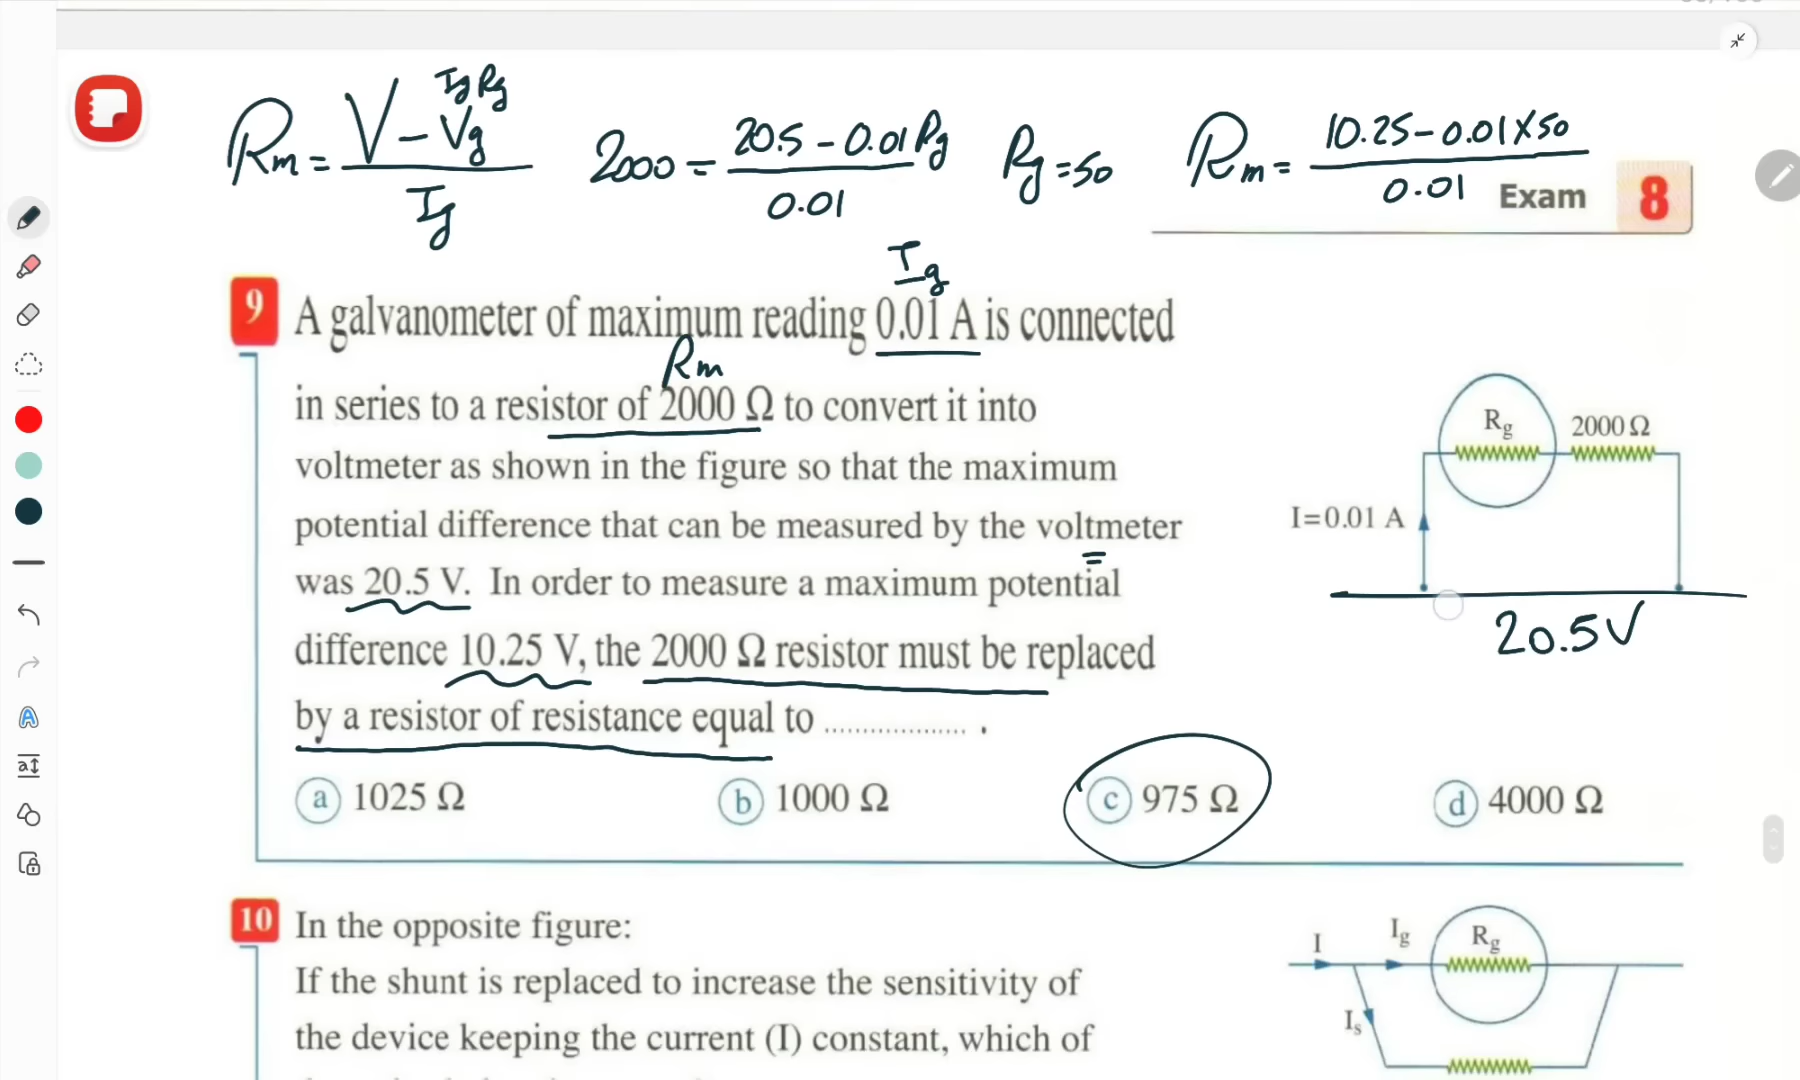 Rm = V - Vg / Ig
Ig Rg
2000 = 20.5 - 0.01 Rg / 0.01
Rg = 50
Rm = 10.25 - 0.01 X 50 / 0.01
Exam 8
Ig
9 A galvanometer of maximum reading 0.01 A is connected
Rm
in series to a resistor of 2000 Ω to convert it into
voltmeter as shown in the figure so that the maximum
potential difference that can be measured by the voltmeter
was 20.5 V. In order to measure a maximum potential
difference 10.25 V, the 2000 Ω resistor must be replaced
by a resistor of resistance equal to ................... .
Rg
2000 Ω
I=0.01 A
20.5V
a 1025 Ω
b 1000 Ω
c 975 Ω
d 4000 Ω
10 In the opposite figure:
If the shunt is replaced to increase the sensitivity of
the device keeping the current (I) constant, which of
I
Ig
Rg
Is